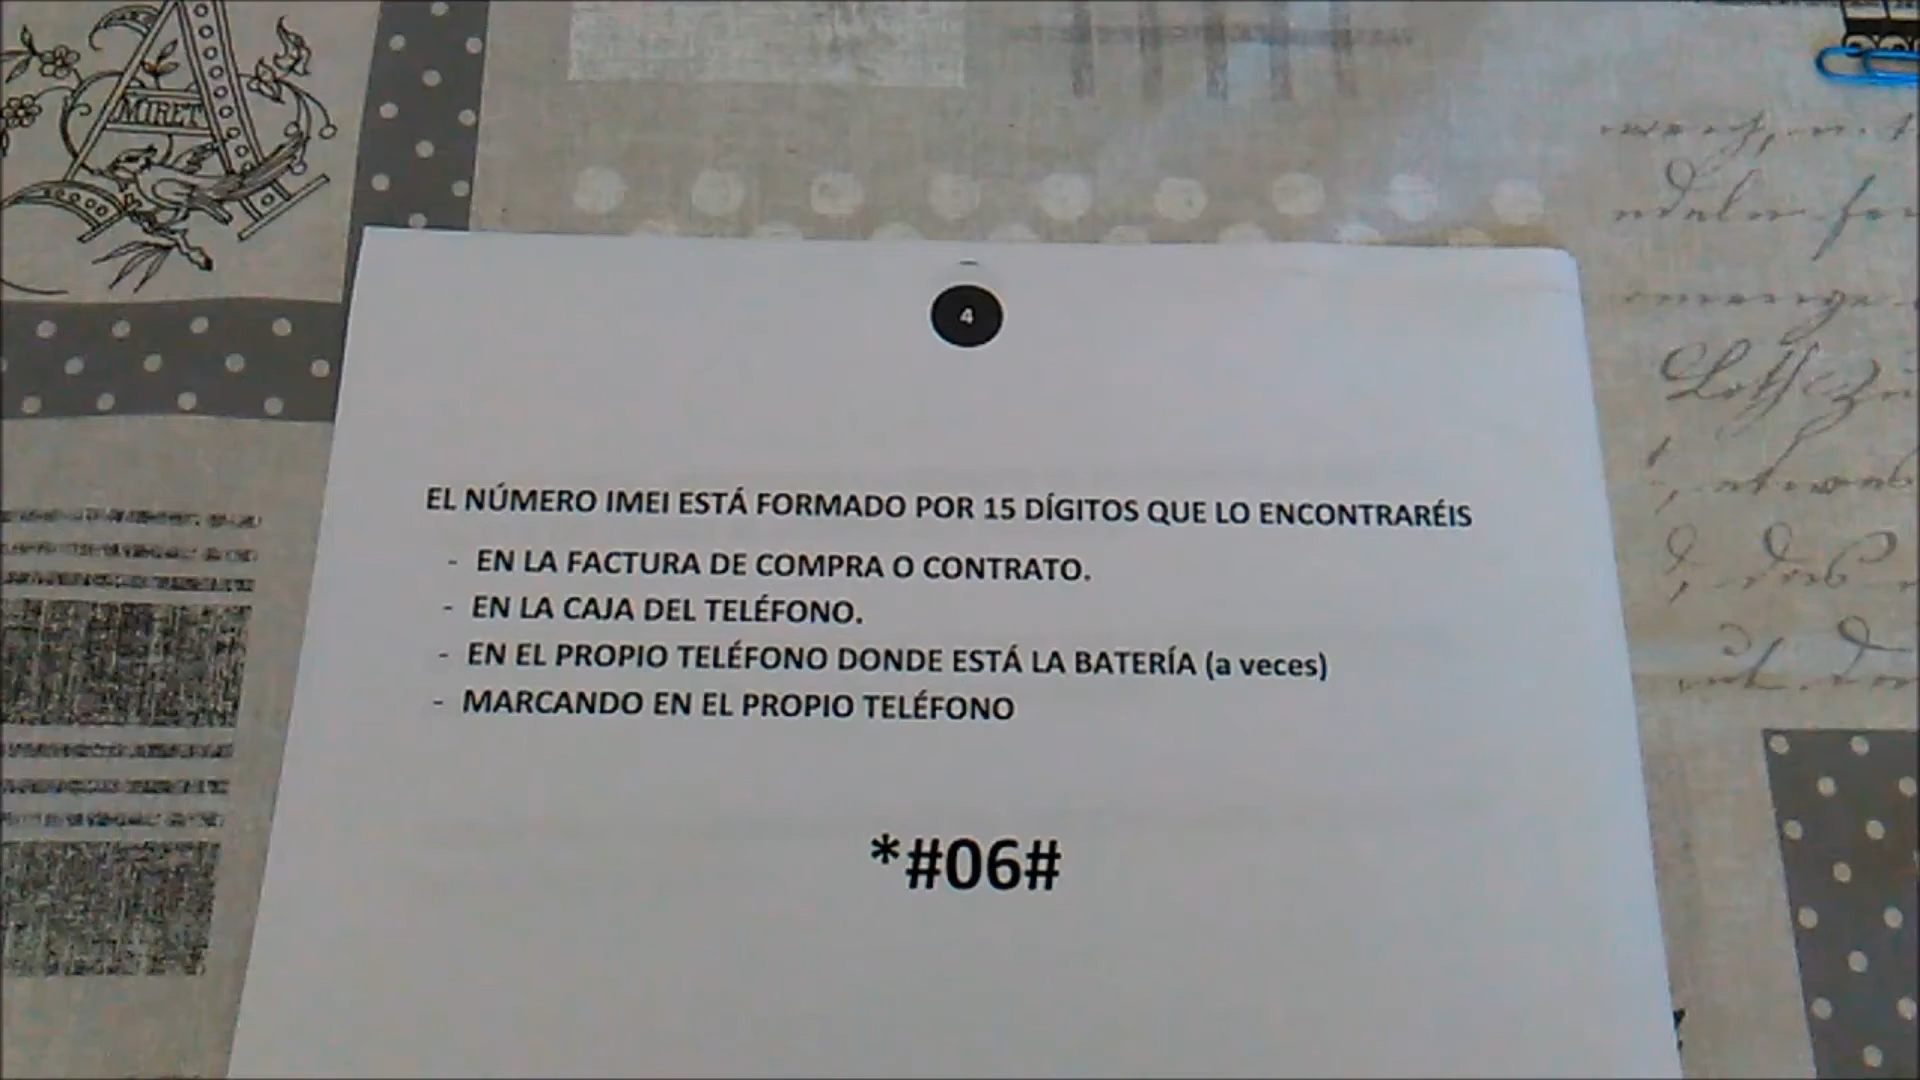 MIRET
4
EL NÚMERO IMEI ESTÁ FORMADO POR 15 DÍGITOS QUE LO ENCONTRARÉIS
- EN LA FACTURA DE COMPRA O CONTRATO.
- EN LA CAJA DEL TELÉFONO.
- EN EL PROPIO TELÉFONO DONDE ESTÁ LA BATERÍA (a veces)
- MARCANDO EN EL PROPIO TELÉFONO
*#06#